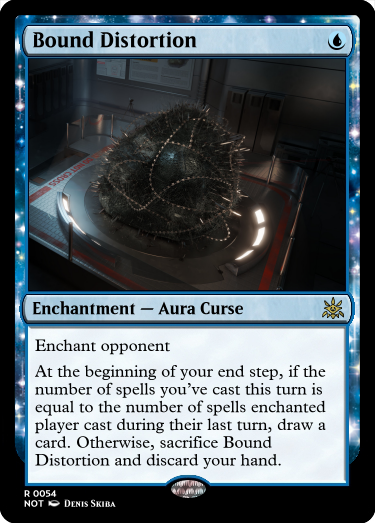 Bound Distortion
Enchantment — Aura Curse
Enchant opponent
At the beginning of your end step, if the
number of spells you've cast this turn is
equal to the number of spells enchanted
player cast during their last turn, draw a
card. Otherwise, sacrifice Bound
Distortion and discard your hand.
R 0054
NOT DENIS SKIBA